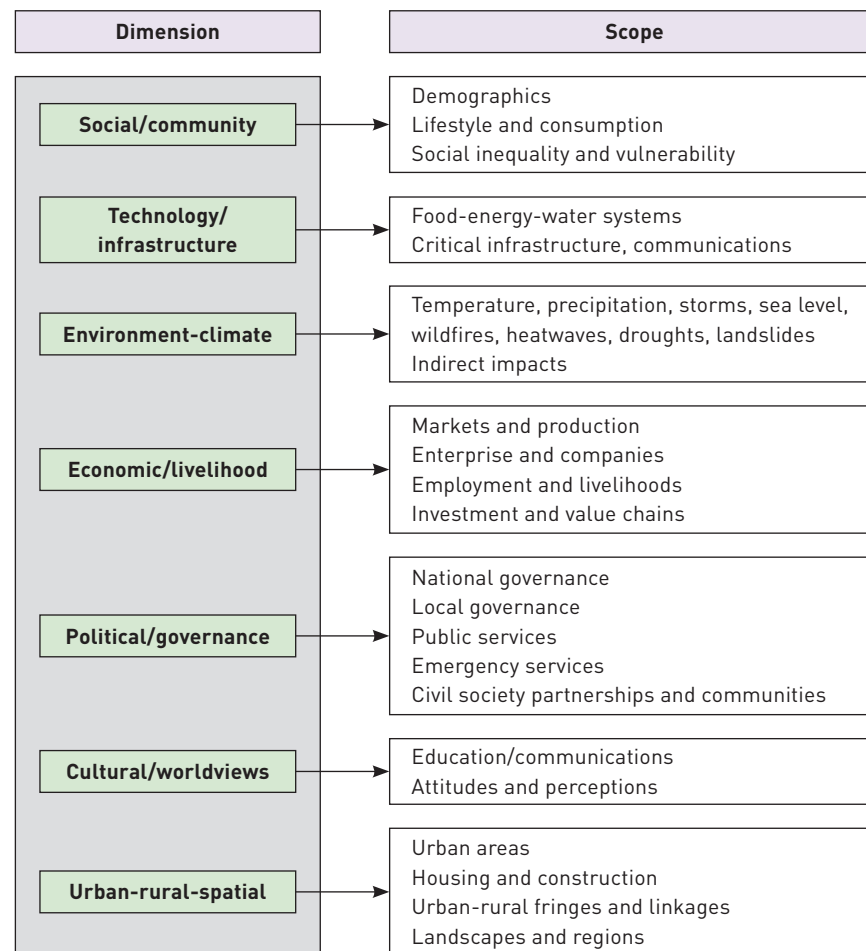 Dimension
Scope
Social/community
Demographics
Lifestyle and consumption
Social inequality and vulnerability
Technology/
infrastructure
Food-energy-water systems
Critical infrastructure, communications
Environment-climate
Temperature, precipitation, storms, sea level,
wildfires, heatwaves, droughts, landslides
Indirect impacts
Economic/livelihood
Markets and production
Enterprise and companies
Employment and livelihoods
Investment and value chains
Political/governance
National governance
Local governance
Public services
Emergency services
Civil society partnerships and communities
Cultural/worldviews
Education/communications
Attitudes and perceptions
Urban-rural-spatial
Urban areas
Housing and construction
Urban-rural fringes and linkages
Landscapes and regions